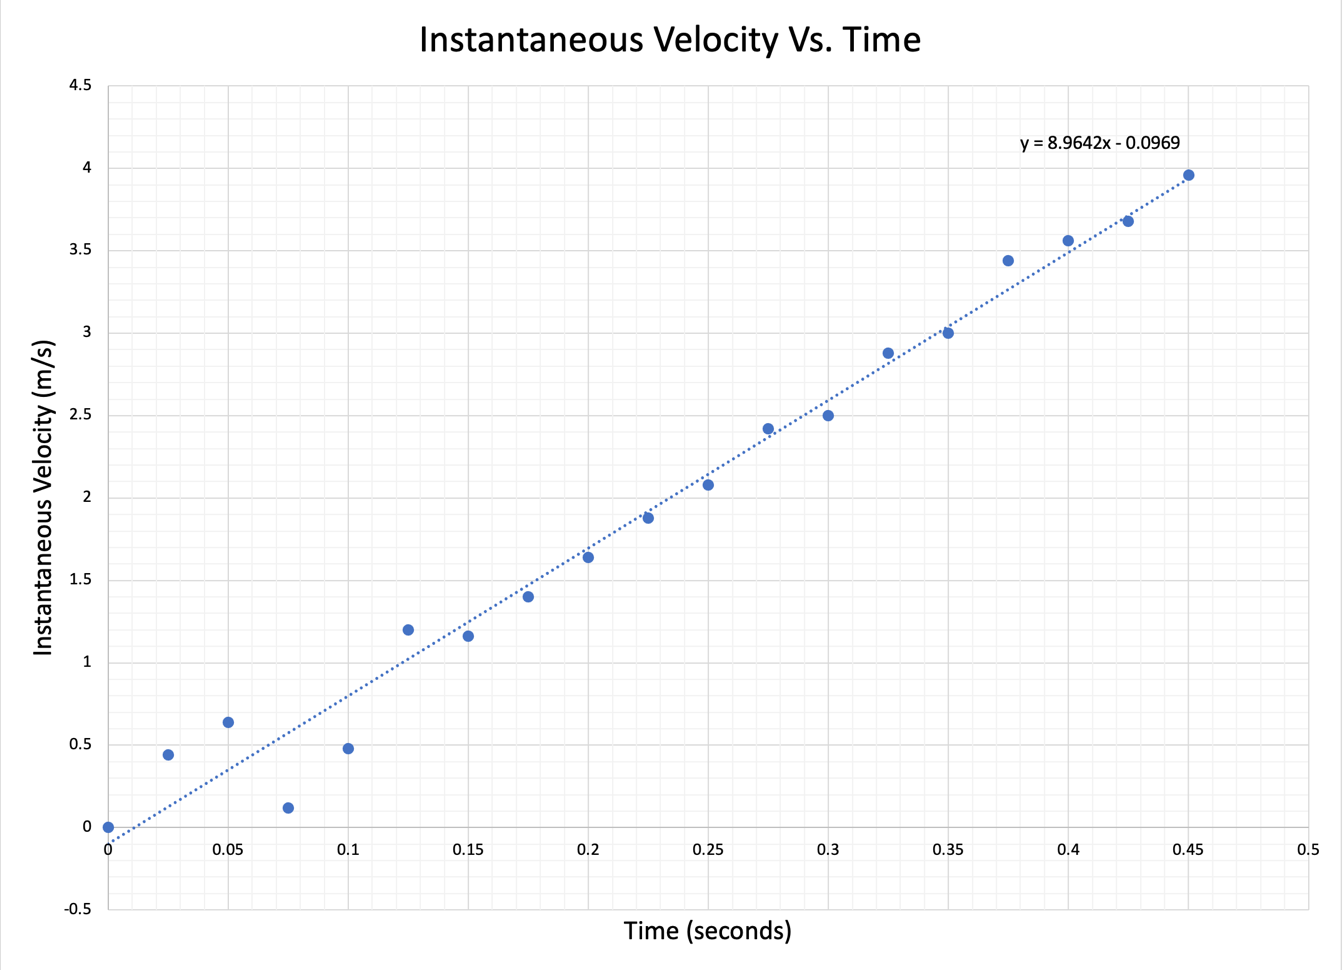 Instantaneous Velocity Vs. Time
4.5
y = 8.9642x - 0.0969
4
3.5
3
2.5
2
1.5
1
0.5
0
-0.5
Instantaneous Velocity (m/s)
0 0.05 0.1 0.15 0.2 0.25 0.3 0.35 0.4 0.45 0.5
Time (seconds)